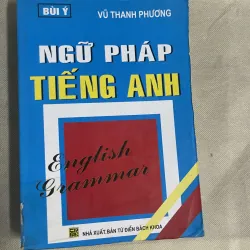 BÙI Ý
VŨ THANH PHƯƠNG
NGỮ PHÁP
TIẾNG ANH
English
Grammar
NHÀ XUẤT BẢN TỪ ĐIỂN BÁCH KHOA